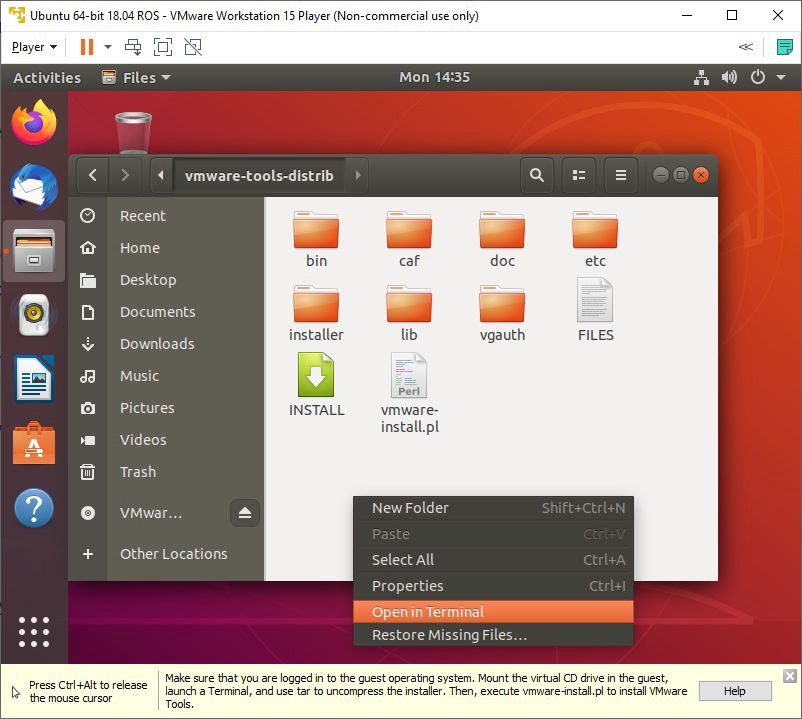 Ubuntu 64-bit 18.04 ROS - VMware Workstation 15 Player (Non-commercial use only)
Player
Activities
Files
Mon 14:35
vmware-tools-distrib
Recent
Home
Desktop
Documents
Downloads
Music
Pictures
Videos
Trash
VMwar...
Other Locations
bin
caf
doc
etc
installer
lib
vgauth
FILES
INSTALL
Perl
vmware-
install.pl
New Folder Shift+Ctrl+N
Paste Ctrl+V
Select All Ctrl+A
Properties Ctrl+I
Open in Terminal
Restore Missing Files...
Press Ctrl+Alt to release
the mouse cursor
Make sure that you are logged in to the guest operating system. Mount the virtual CD drive in the guest,
launch a Terminal, and use tar to uncompress the installer. Then, execute vmware-install.pl to install VMware
Tools.
Help